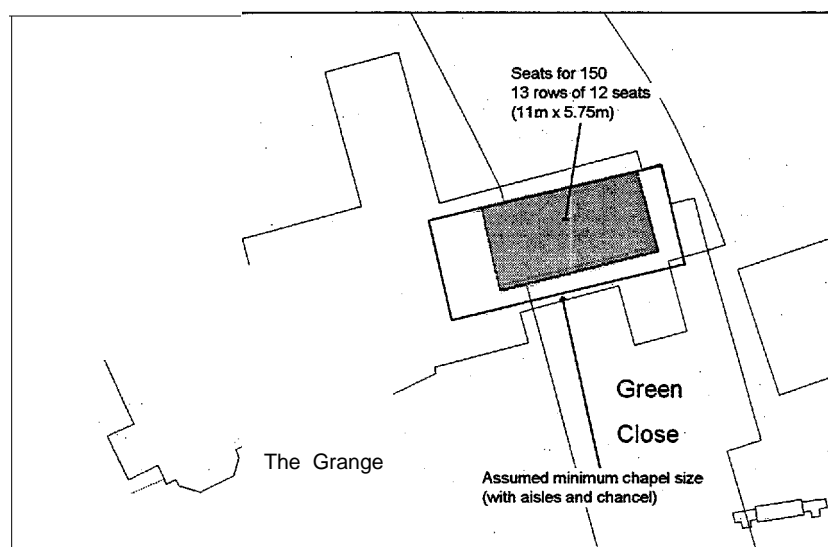 Seats for 150
13 rows of 12 seats
(11m x 5.75m)
Green
Close
The Grange
Assumed minimum chapel size
(with aisles and chancel)